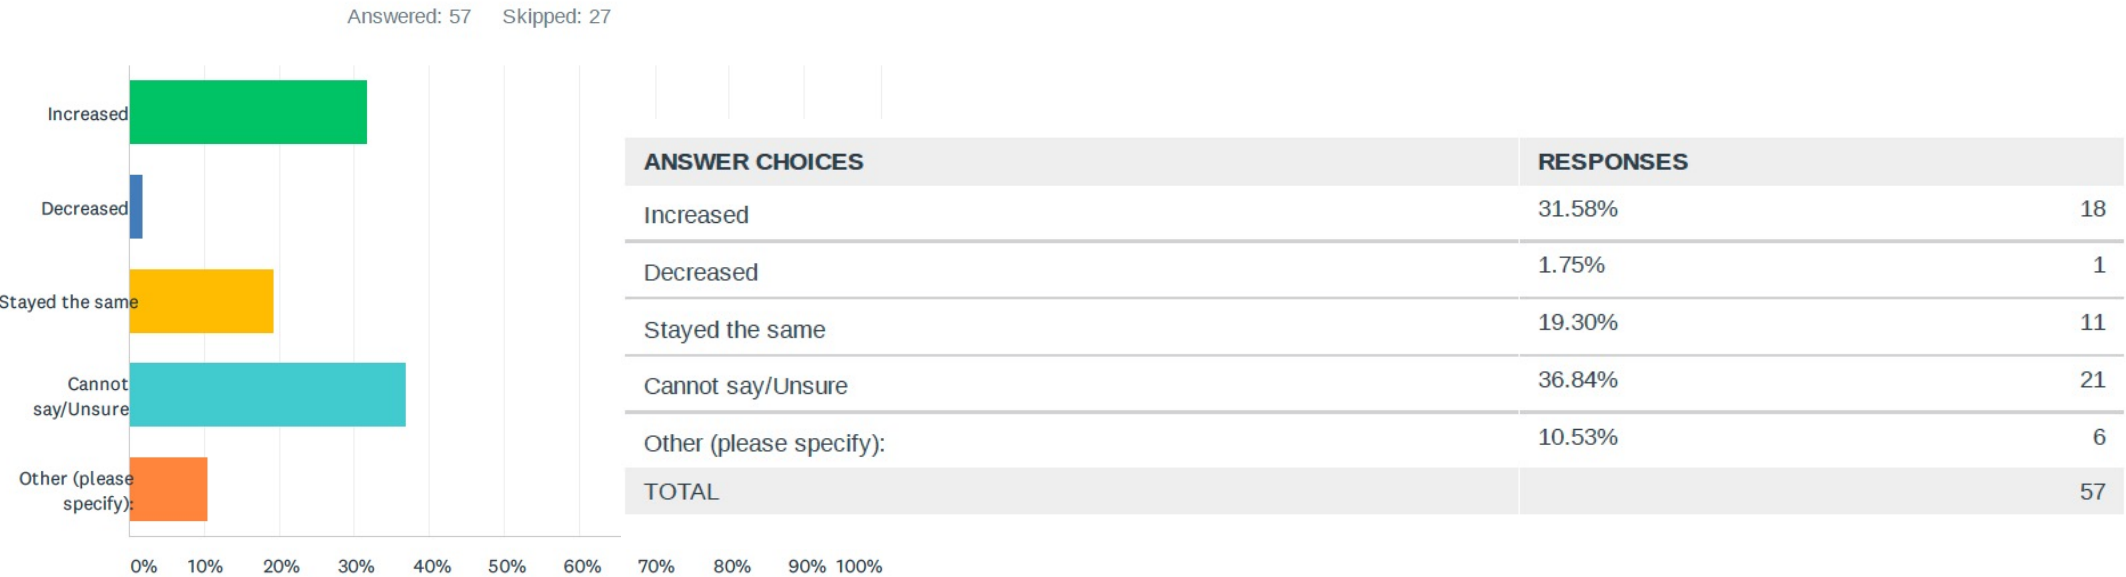 Answered: 57 Skipped: 27
Increased
Decreased
Stayed the same
Cannot
say/Unsure
Other (please
specify):
0% 10% 20% 30% 40% 50% 60% 70% 80% 90% 100%
ANSWER CHOICES RESPONSES
Increased 31.58% 18
Decreased 1.75% 1
Stayed the same 19.30% 11
Cannot say/Unsure 36.84% 21
Other (please specify): 10.53% 6
TOTAL 57